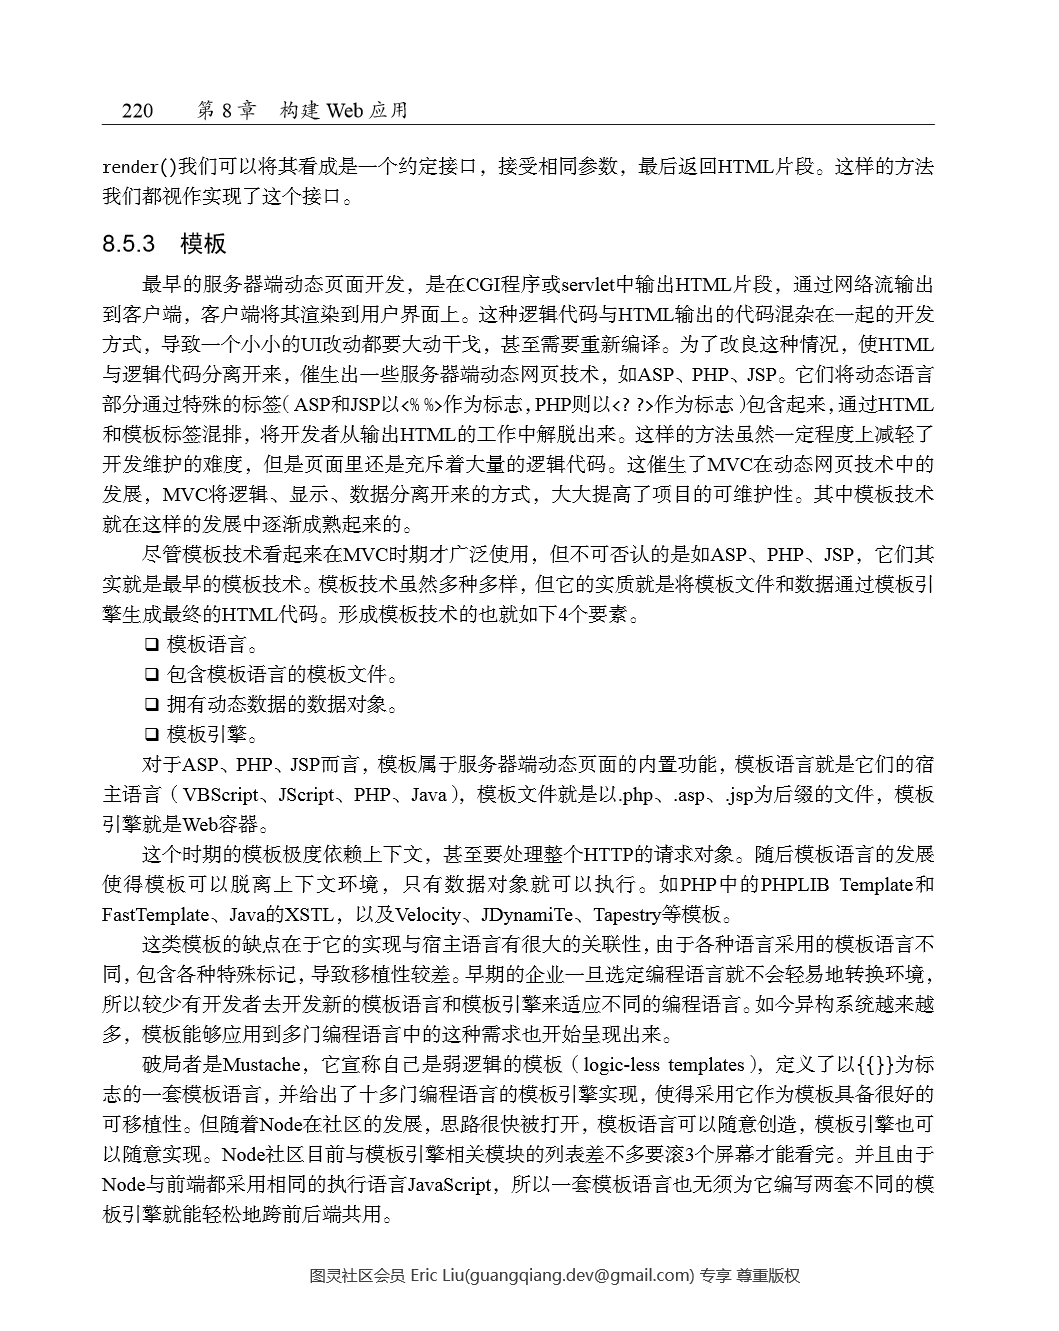 220 第 8 章 构建 Web 应用
render()我们可以将其看成是一个约定接口，接受相同参数，最后返回HTML片段。这样的方法
我们都视作实现了这个接口。
8.5.3 模板
最早的服务器端动态页面开发，是在CGI程序或servlet中输出HTML片段，通过网络流输出
到客户端，客户端将其渲染到用户界面上。这种逻辑代码与HTML输出的代码混杂在一起的开发
方式，导致一个小小的UI改动都要大动干戈，甚至需要重新编译。为了改良这种情况，使HTML
与逻辑代码分离开来，催生出一些服务器端动态网页技术，如ASP、PHP、JSP。它们将动态语言
部分通过特殊的标签（ASP和JSP以<% %>作为标志，PHP则以<? ?>作为标志）包含起来，通过HTML
和模板标签混排，将开发者从输出HTML的工作中解脱出来。这样的方法虽然一定程度上减轻了
开发维护的难度，但是页面里还是充斥着大量的逻辑代码。这催生了MVC在动态网页技术中的
发展，MVC将逻辑、显示、数据分离开来的方式，大大提高了项目的可维护性。其中模板技术
就在这样的发展中逐渐成熟起来的。
尽管模板技术看起来在MVC时期才广泛使用，但不可否认的是如ASP、PHP、JSP，它们其
实就是最早的模板技术。模板技术虽然多种多样，但它的实质就是将模板文件和数据通过模板引
擎生成最终的HTML代码。形成模板技术的也就如下4个要素。
❑ 模板语言。
❑ 包含模板语言的模板文件。
❑ 拥有动态数据的数据对象。
❑ 模板引擎。
对于ASP、PHP、JSP而言，模板属于服务器端动态页面的内置功能，模板语言就是它们的宿
主语言（VBScript、JScript、PHP、Java），模板文件就是以.php、.asp、.jsp为后缀的文件，模板
引擎就是Web容器。
这个时期的模板极度依赖上下文，甚至要处理整个HTTP的请求对象。随后模板语言的发展
使得模板可以脱离上下文环境，只有数据对象就可以执行。如PHP中的PHPLIB Template和
FastTemplate、Java的XSTL，以及Velocity、JDynamiTe、Tapestry等模板。
这类模板的缺点在于它的实现与宿主语言有很大的关联性，由于各种语言采用的模板语言不
同，包含各种特殊标记，导致移植性较差。早期的企业一旦选定编程语言就不会轻易地转换环境，
所以较少有开发者去开发新的模板语言和模板引擎来适应不同的编程语言。如今异构系统越来越
多，模板能够应用到多门编程语言中的这种需求也开始呈现出来。
破局者是Mustache，它宣称自己是弱逻辑的模板（logic-less templates），定义了以{{}}为标
志的一套模板语言，并给出了十多门编程语言的模板引擎实现，使得采用它作为模板具备很好的
可移植性。但随着Node在社区的发展，思路很快被打开，模板语言可以随意创造，模板引擎也可
以随意实现。Node社区目前与模板引擎相关模块的列表差不多要滚3个屏幕才能看完。并且由于
Node与前端都采用相同的执行语言JavaScript，所以一套模板语言也无须为它编写两套不同的模
板引擎就能轻松地跨前后端共用。
图灵社区会员 Eric Liu(guangqiang.dev@gmail.com) 专享 尊重版权